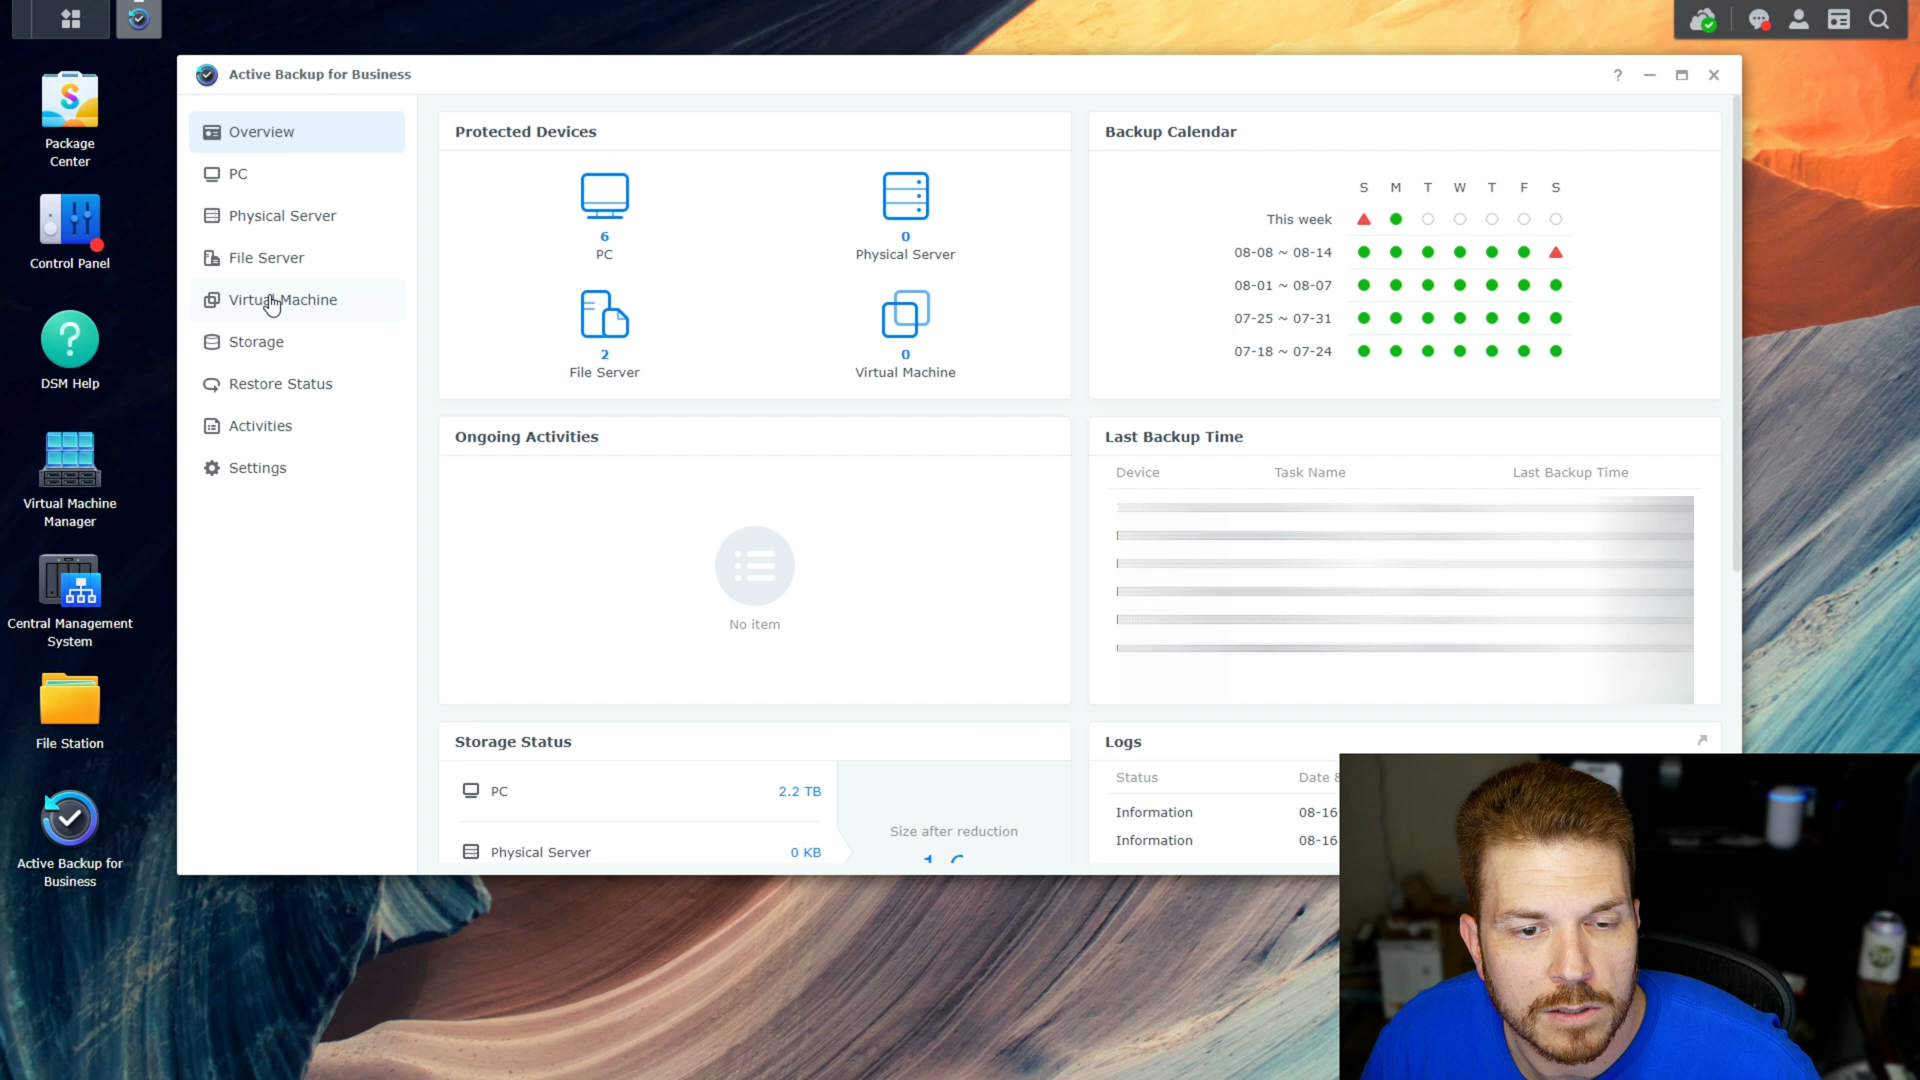 Package
Center
Control Panel
DSM Help
Virtual Machine
Manager
Central Management
System
File Station
Active Backup for
Business
Active Backup for Business
?
Overview
PC
Physical Server
File Server
Virtual Machine
Storage
Restore Status
Activities
Settings
Protected Devices
6
PC
0
Physical Server
2
File Server
0
Virtual Machine
Backup Calendar
S M T W T F S
This week
08-08 ~ 08-14
08-01 ~ 08-07
07-25 ~ 07-31
07-18 ~ 07-24
Ongoing Activities
No item
Last Backup Time
Device Task Name Last Backup Time
Storage Status
PC 2.2 TB
Physical Server 0 KB
Size after reduction
Logs
Status Date &
Information 08-16
Information 08-16